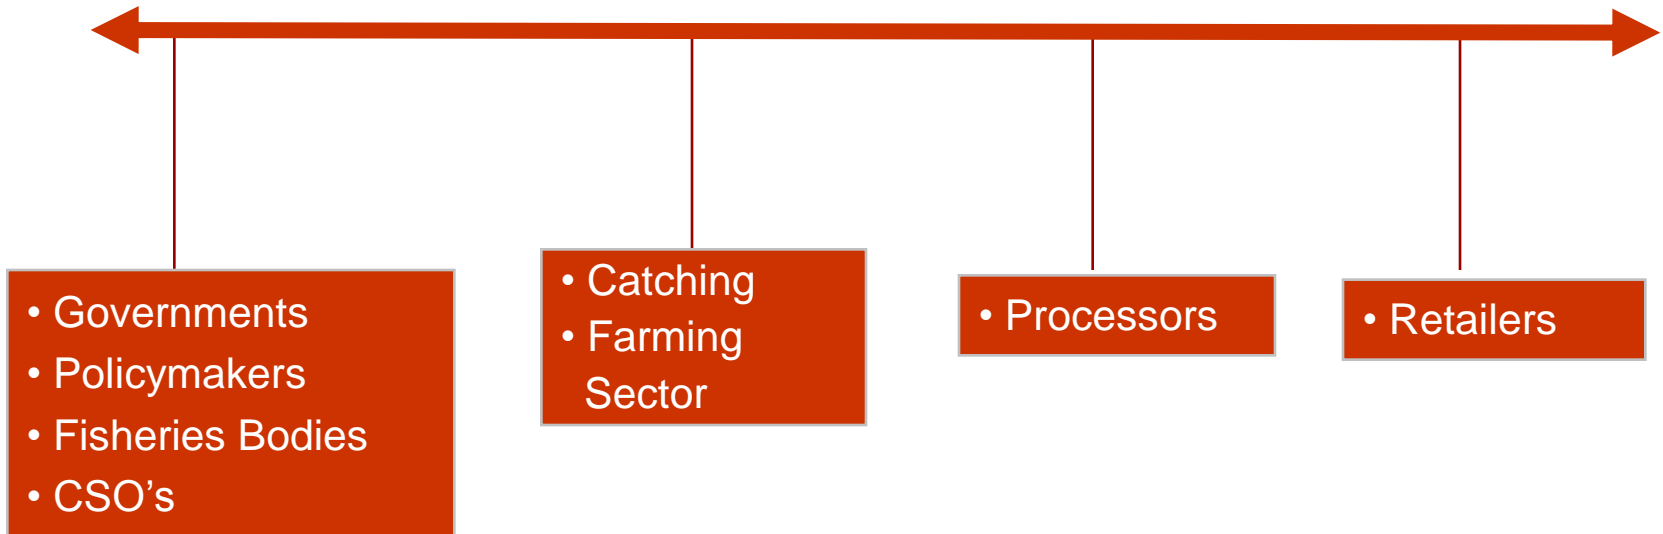 • Governments
• Policymakers
• Fisheries Bodies
• CSO’s
• Catching
• Farming
Sector
• Processors
• Retailers